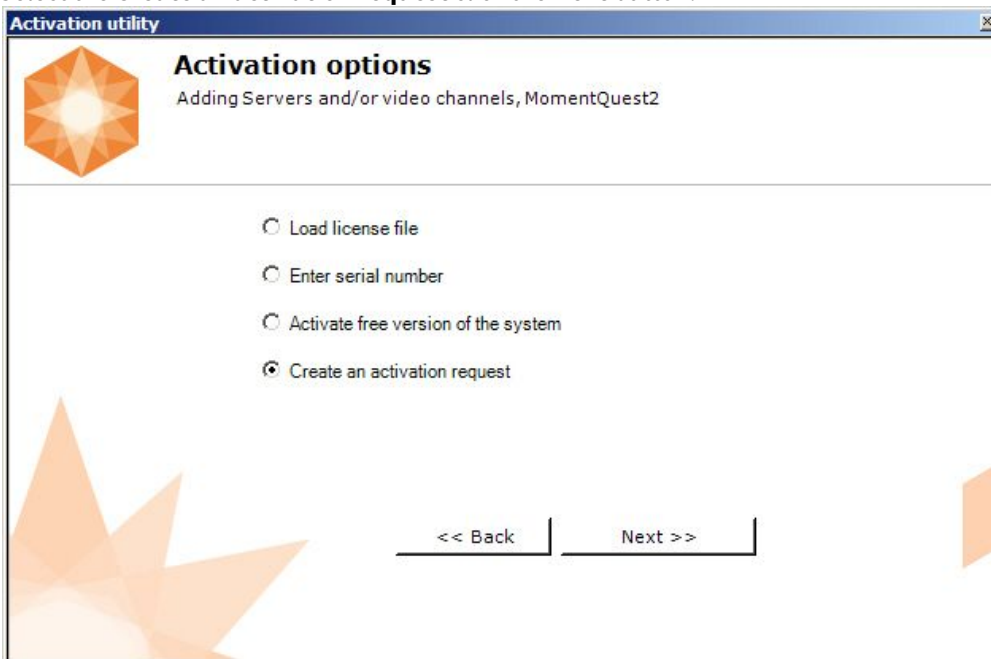 Activation utility
Activation options
Adding Servers and/or video channels, MomentQuest2
Load license file
Enter serial number
Activate free version of the system
Create an activation request
<< Back Next >>